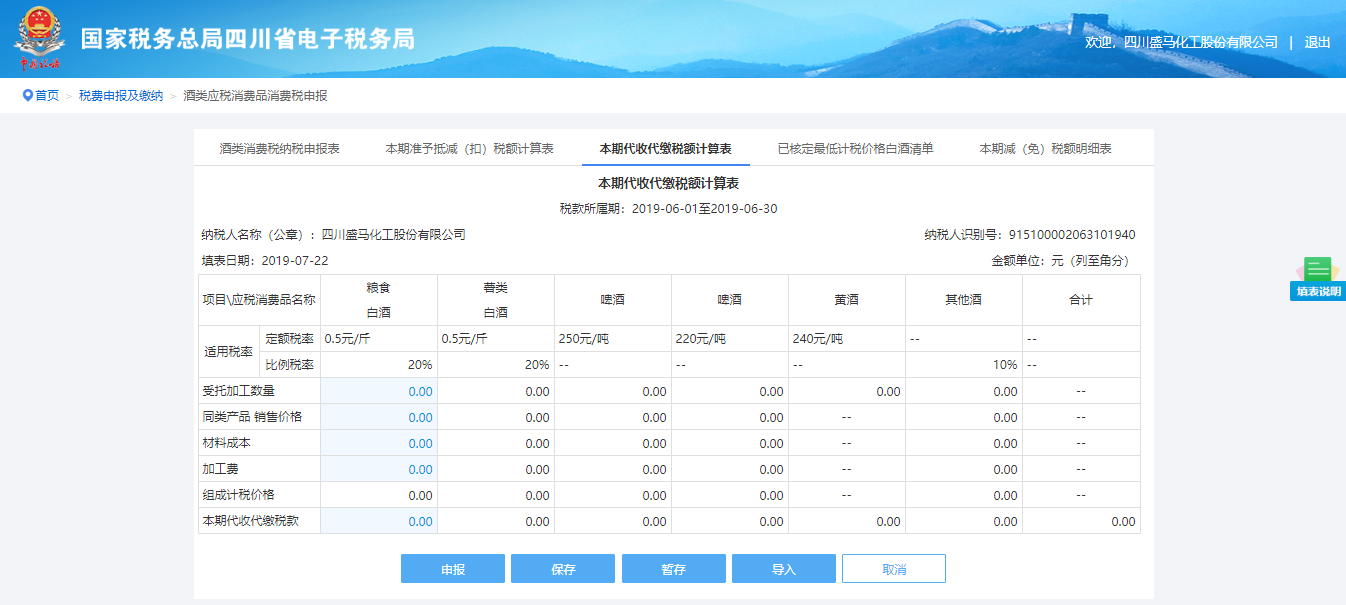 国家税务总局四川省电子税务局
欢迎，四川盛马化工股份有限公司 | 退出
首页 > 税费申报及缴纳 > 酒类应税消费品消费税申报
酒类消费税纳税申报表 本期准予抵减（扣）税额计算表 本期代收代缴税额计算表 已核定最低计税价格白酒清单 本期减（免）税额明细表
本期代收代缴税额计算表
税款所属期：2019-06-01至2019-06-30
纳税人名称（公章）：四川盛马化工股份有限公司 纳税人识别号：915100002063101940
填表日期：2019-07-22 金额单位：元（列至角分）
项目\应税消费品名称 粮食白酒 薯类白酒 啤酒 啤酒 黄酒 其他酒 合计
适用税率 定额税率 0.5元/斤 0.5元/斤 250元/吨 220元/吨 240元/吨 -- --
比例税率 20% 20% -- -- -- 10% --
受托加工数量 0.00 0.00 0.00 0.00 0.00 0.00 --
同类产品 销售价格 0.00 0.00 0.00 0.00 -- 0.00 --
材料成本 0.00 0.00 0.00 0.00 -- 0.00 --
加工费 0.00 0.00 0.00 0.00 -- 0.00 --
组成计税价格 0.00 0.00 0.00 0.00 -- 0.00 --
本期代收代缴税款 0.00 0.00 0.00 0.00 0.00 0.00 0.00
申报 保存 暂存 导入 取消
填表说明